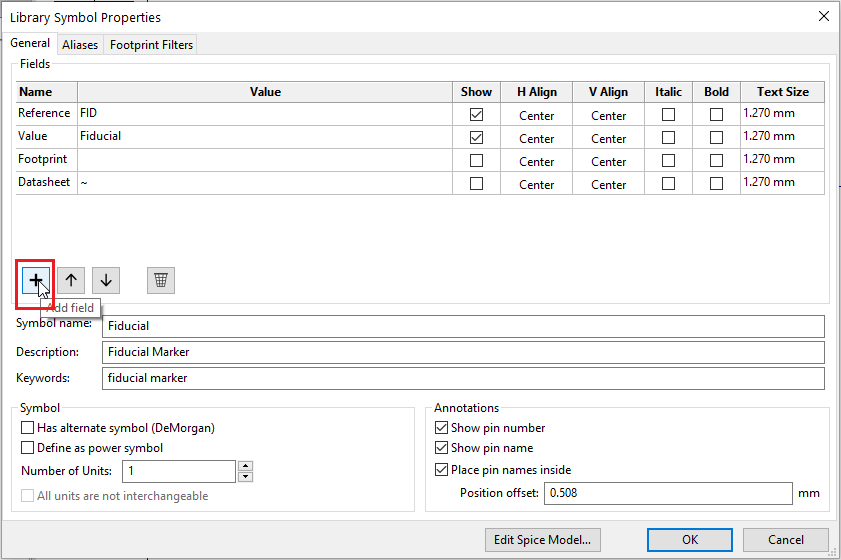 Library Symbol Properties
General Aliases Footprint Filters
Fields
Name Value Show H Align V Align Italic Bold Text Size
Reference FID Center Center 1.270 mm
Value Fiducial Center Center 1.270 mm
Footprint Center Center 1.270 mm
Datasheet ~ Center Center 1.270 mm
Add field
Symbol name: Fiducial
Description: Fiducial Marker
Keywords: fiducial marker
Symbol
Has alternate symbol (DeMorgan)
Define as power symbol
Number of Units: 1
All units are not interchangeable
Annotations
Show pin number
Show pin name
Place pin names inside
Position offset: 0.508 mm
Edit Spice Model... OK Cancel